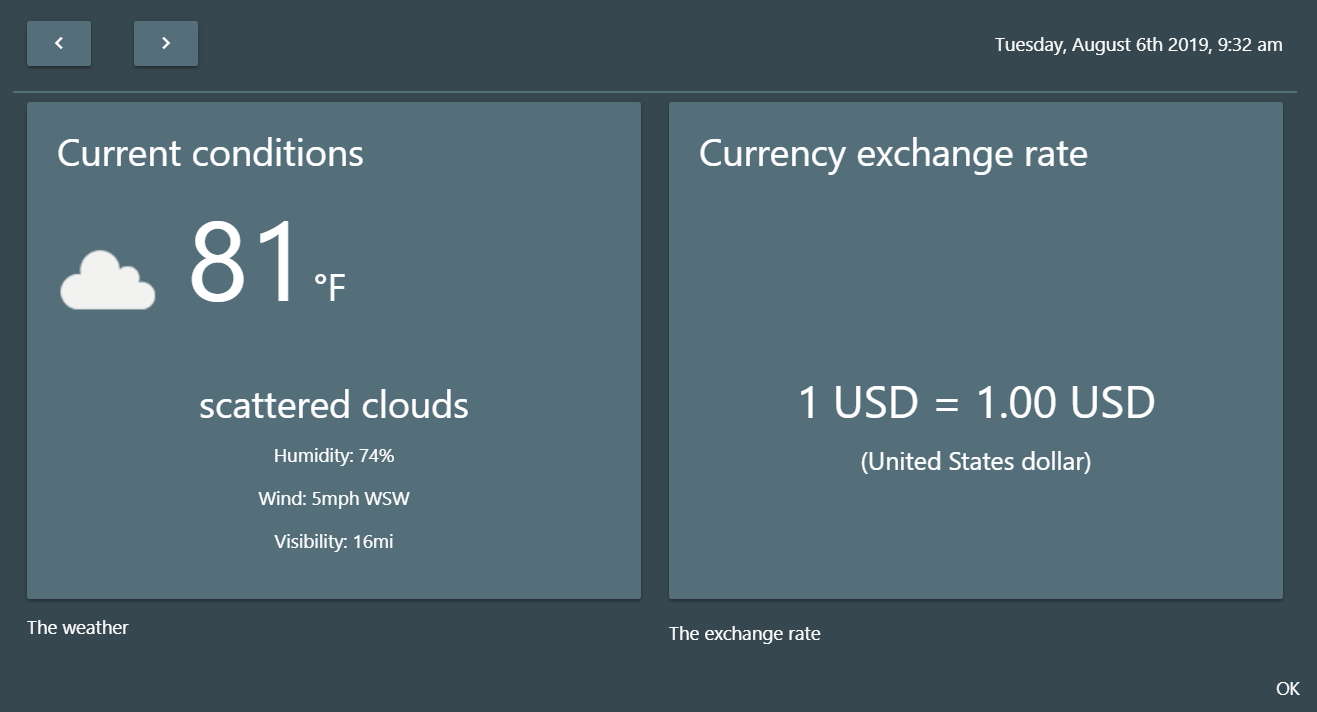 Tuesday, August 6th 2019, 9:32 am
Current conditions
81 °F
scattered clouds
Humidity: 74%
Wind: 5mph WSW
Visibility: 16mi
The weather
Currency exchange rate
1 USD = 1.00 USD
(United States dollar)
The exchange rate
OK